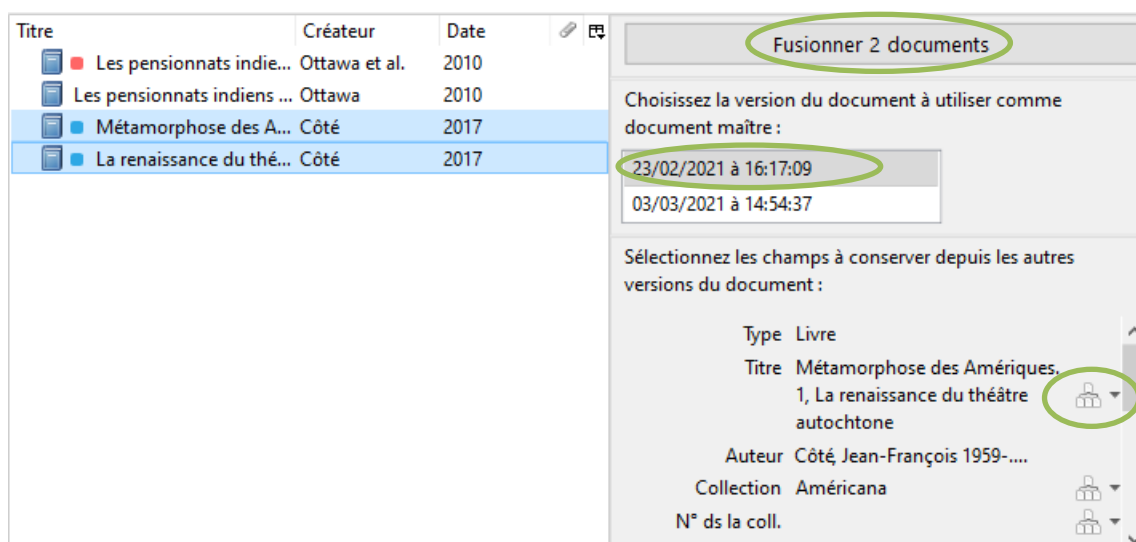 Titre Créateur Date
Les pensionnats indie... Ottawa et al. 2010
Les pensionnats indiens ... Ottawa 2010
Métamorphose des A... Côté 2017
La renaissance du thé... Côté 2017
Fusionner 2 documents
Choisissez la version du document à utiliser comme
document maître :
23/02/2021 à 16:17:09
03/03/2021 à 14:54:37
Sélectionnez les champs à conserver depuis les autres
versions du document :
Type Livre
Titre Métamorphose des Amériques.
1, La renaissance du théâtre
autochtone
Auteur Côté, Jean-François 1959-....
Collection Américana
N° ds la coll.